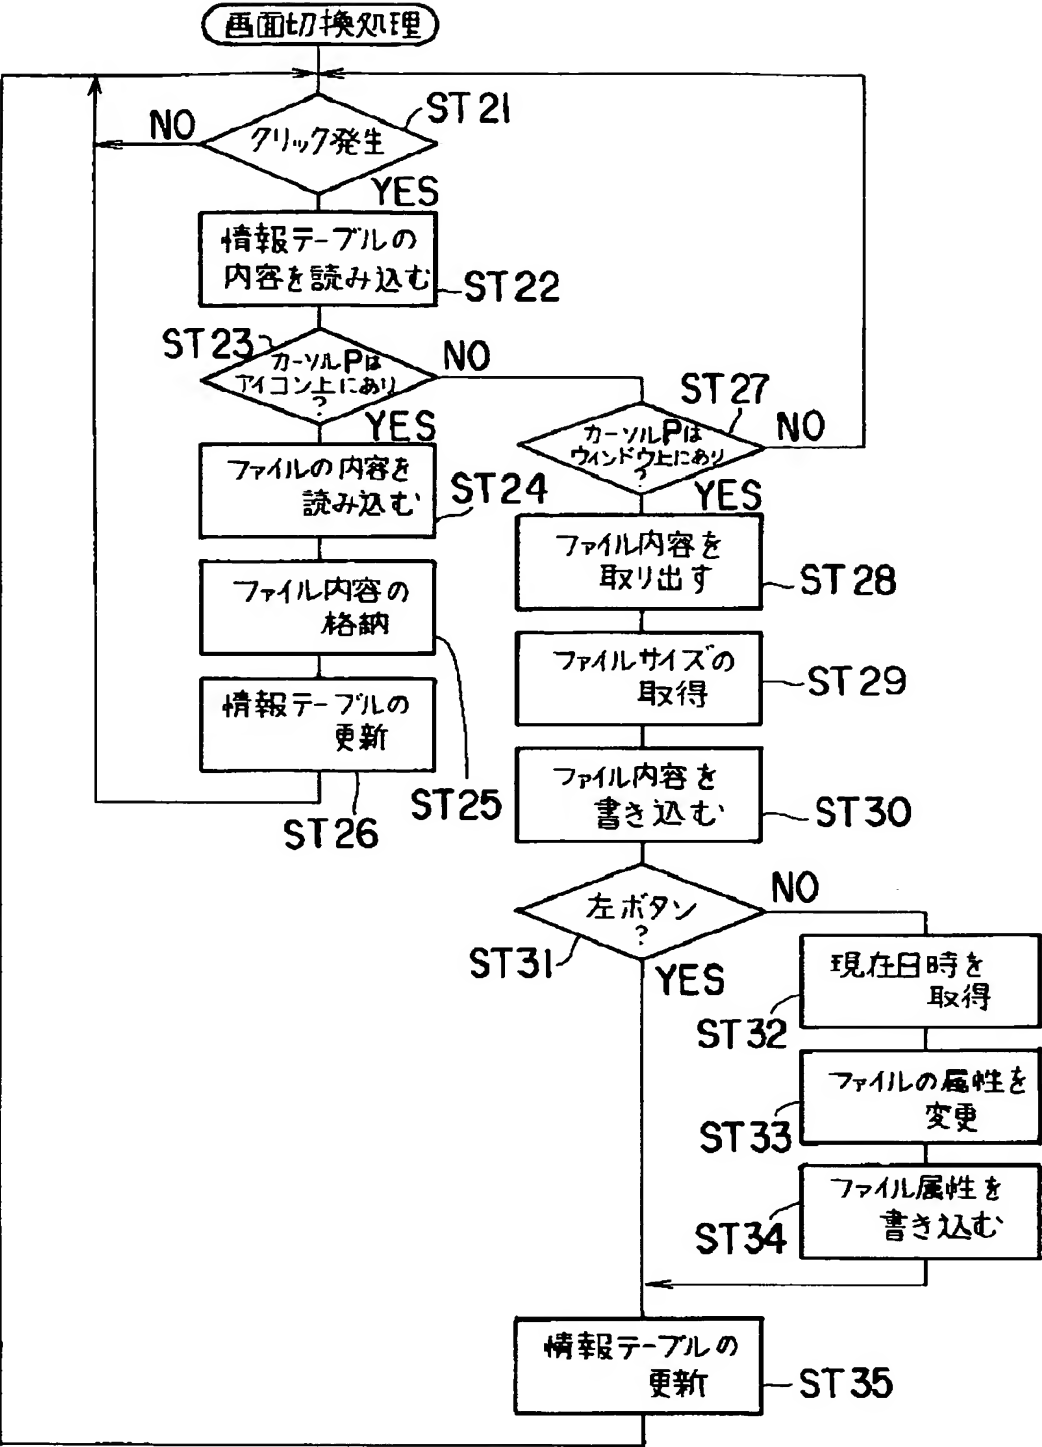 画面切換処理
ST21
NO
クリック発生
YES
情報テーブルの
内容を読み込む
ST22
ST23
カーソルPは
アイコン上にあり
?
NO
YES
ST27
カーソルPは
ウィンドウ上にあり
?
NO
YES
ファイルの内容を
読み込む
ST24
ファイル内容を
取り出す
ST28
ファイル内容の
格納
ST25
ファイルサイズの
取得
ST29
情報テーブルの
更新
ST26
ファイル内容を
書き込む
ST30
左ボタン
?
NO
ST31
YES
現在日時を
取得
ST32
ファイルの属性を
変更
ST33
ファイル属性を
書き込む
ST34
情報テーブルの
更新
ST35